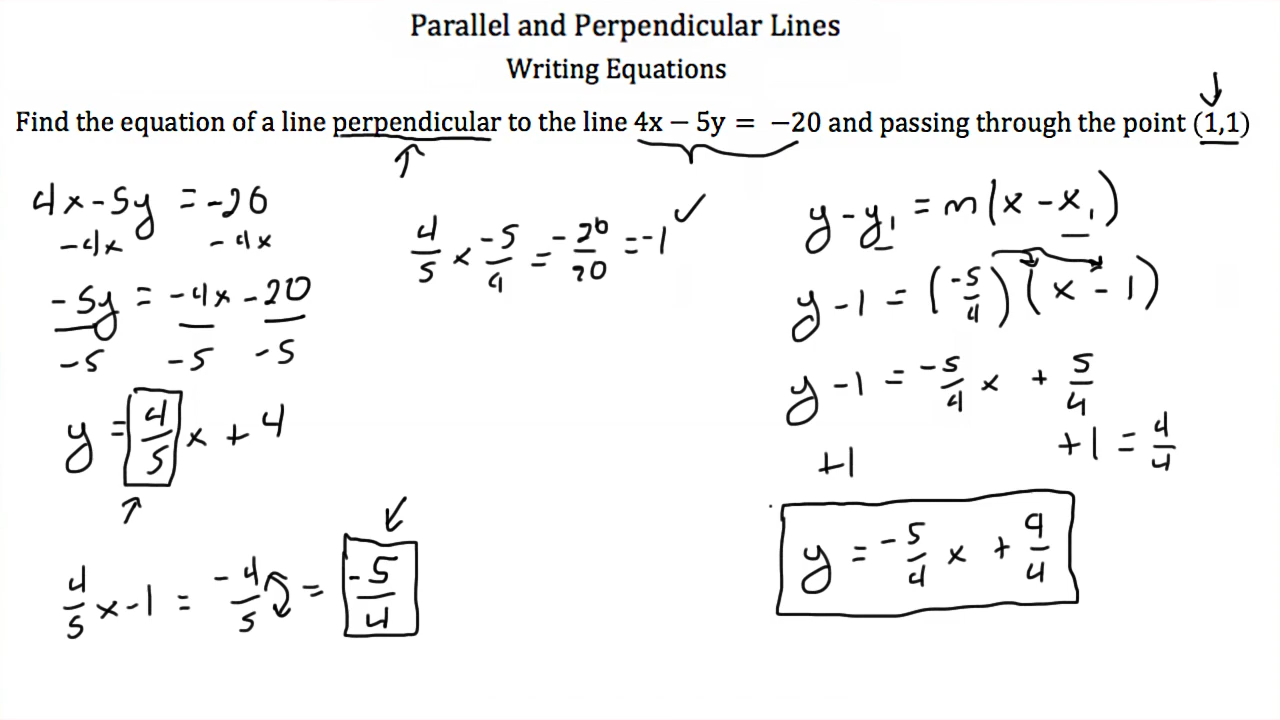 Parallel and Perpendicular Lines
Writing Equations
Find the equation of a line perpendicular to the line 4x − 5y = −20 and passing through the point (1,1)
4x - 5y = -20
-4x -4x
-5y = -4x - 20
-5 -5 -5
y = 4/5 x + 4
4/5 x -1 = -4/5 = -5/4
4/5 x -5/4 = -20/20 = -1 ✓
y - y₁ = m(x - x₁)
y - 1 = (-5/4)(x - 1)
y - 1 = -5/4 x + 5/4
+1 +1 = 4/4
y = -5/4 x + 9/4